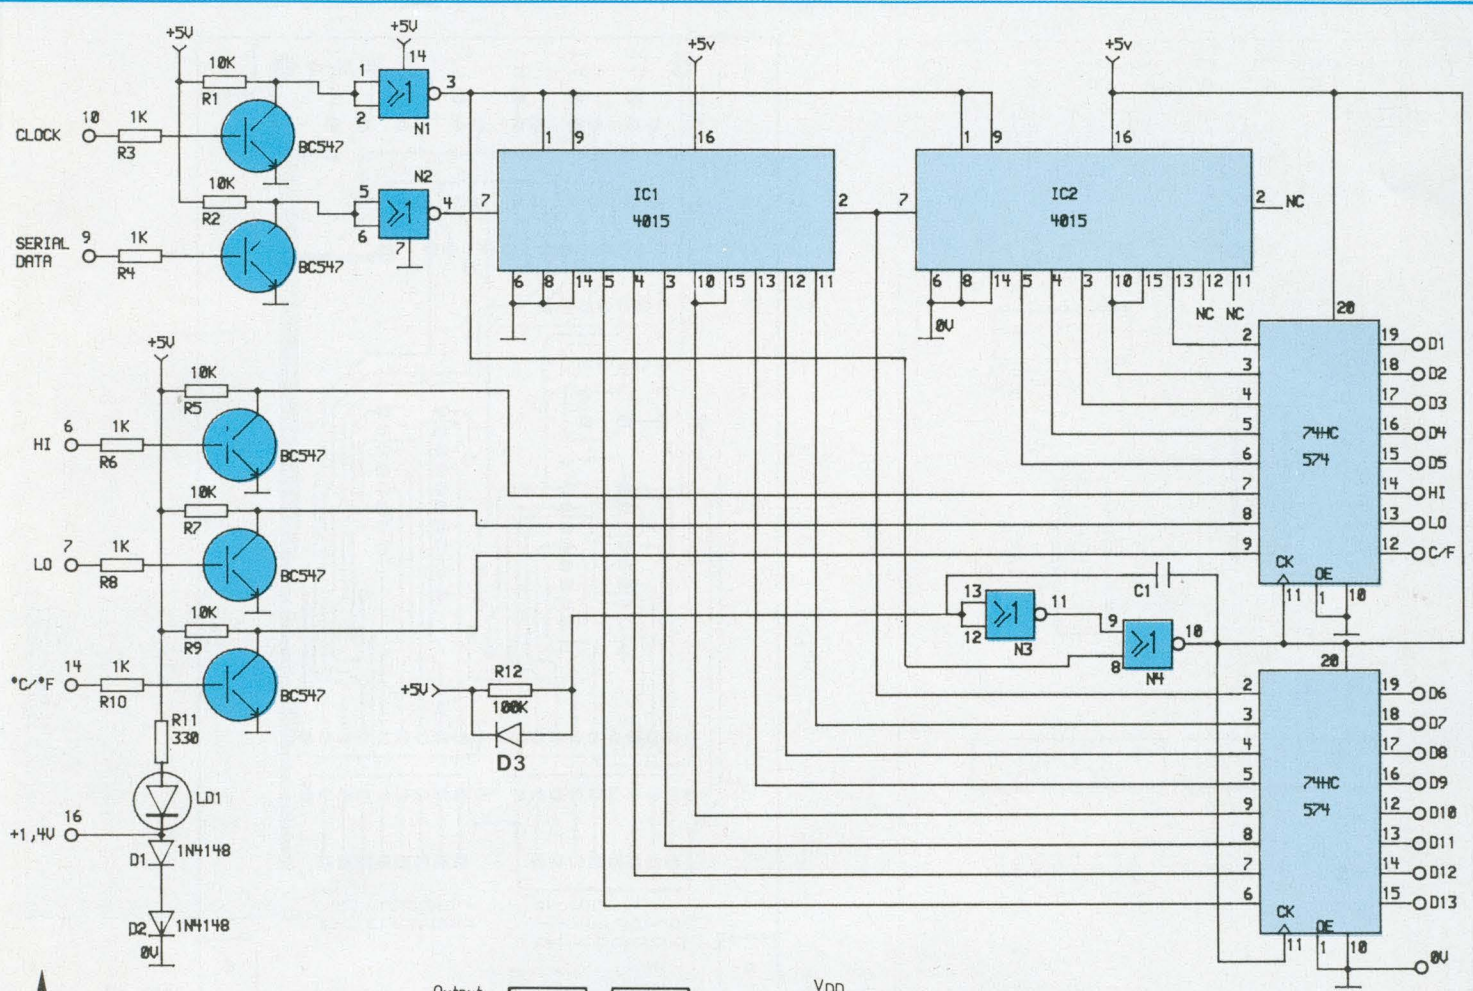 +5V
+5V
+5v
+5v
10K
R1
1
2
14
3
N1
CLOCK
10
1K
R3
BC547
10K
R2
5
6
N2
4
7
SERIAL
DATA
9
1K
R4
BC547
1
9
16
7
IC1
4015
2
6
8
14
5
4
3
10
15
13
12
11
1
9
16
7
IC2
4015
2
NC
6
8
14
5
4
3
10
15
13
12
11
NC
NC
0V
+5V
10K
R5
HI
6
1K
R6
BC547
10K
R7
LO
7
1K
R8
BC547
10K
R9
°C/°F
14
1K
R10
BC547
R11
330
LD1
+1,4V
16
D1
1N4148
D2
1N4148
0V
+5V
R12
100K
D3
C1
13
12
11
N3
9
8
10
N4
20
2
3
4
5
6
7
8
9
74HC
574
19
D1
18
D2
17
D3
16
D4
15
D5
14
HI
13
LO
12
C/F
CK
OE
11
1
10
20
2
3
4
5
9
8
7
6
74HC
574
19
D6
18
D7
17
D8
16
D9
12
D10
13
D11
14
D12
15
D13
CK
OE
11
1
10
0V
Output
VDD